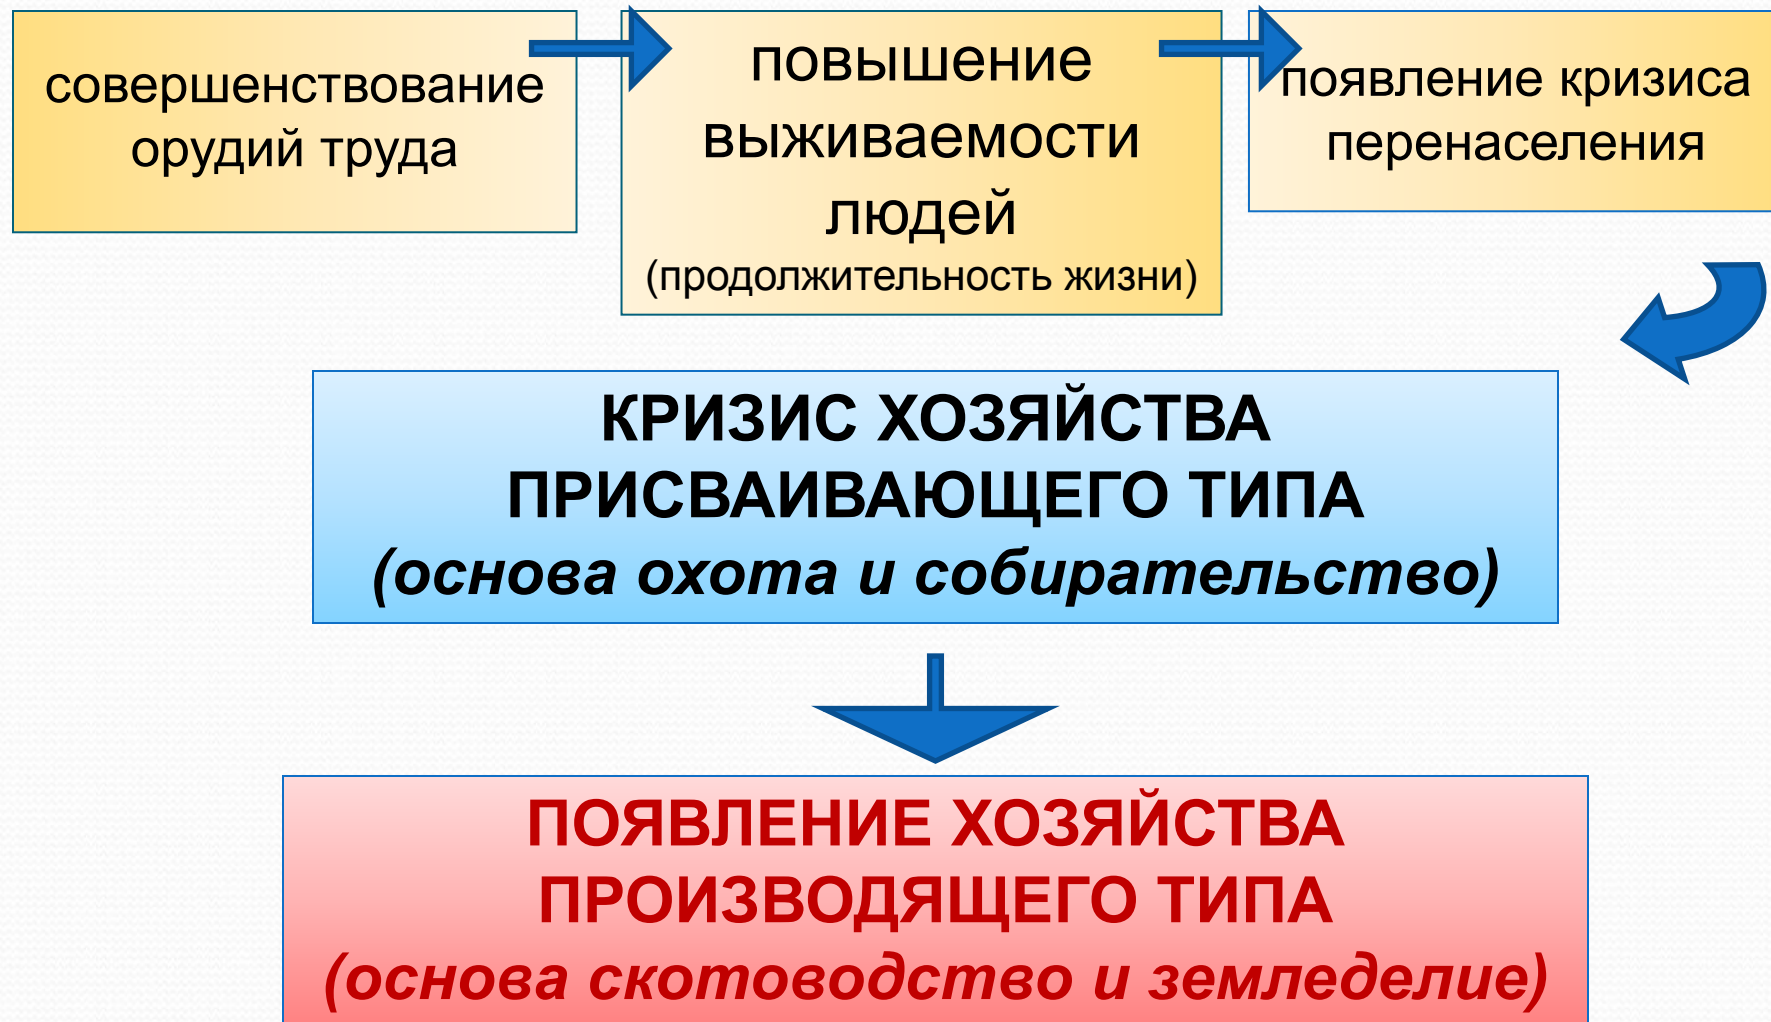 совершенствование
орудий труда
повышение
выживаемости
людей
(продолжительность жизни)
появление кризиса
перенаселения
КРИЗИС ХОЗЯЙСТВА
ПРИСВАИВАЮЩЕГО ТИПА
(основа охота и собирательство)
ПОЯВЛЕНИЕ ХОЗЯЙСТВА
ПРОИЗВОДЯЩЕГО ТИПА
(основа скотоводство и земледелие)